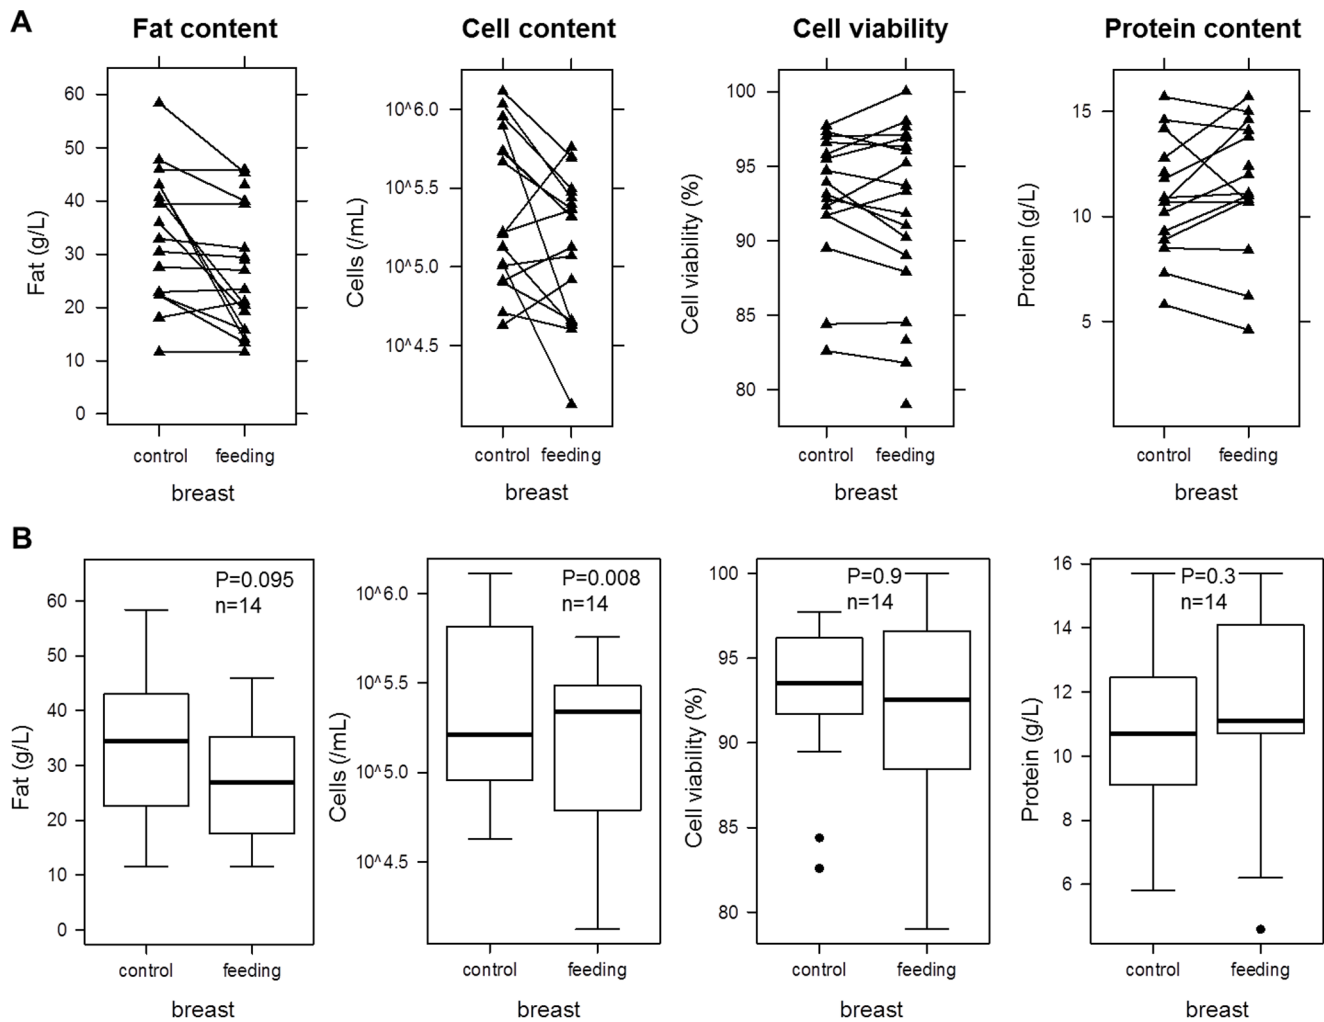 A
Fat content
Cell content
Cell viability
Protein content
Fat (g/L)
60
50
40
30
20
10
0
control feeding
breast
Cells (/mL)
10^6.0
10^5.5
10^5.0
10^4.5
control feeding
breast
Cell viability (%)
100
95
90
85
80
control feeding
breast
Protein (g/L)
15
10
5
control feeding
breast
B
Fat (g/L)
60
50
40
30
20
10
0
P=0.095
n=14
control feeding
breast
Cells (/mL)
10^6.0
10^5.5
10^5.0
10^4.5
P=0.008
n=14
control feeding
breast
Cell viability (%)
100
95
90
85
80
P=0.9
n=14
control feeding
breast
Protein (g/L)
16
14
12
10
8
6
P=0.3
n=14
control feeding
breast